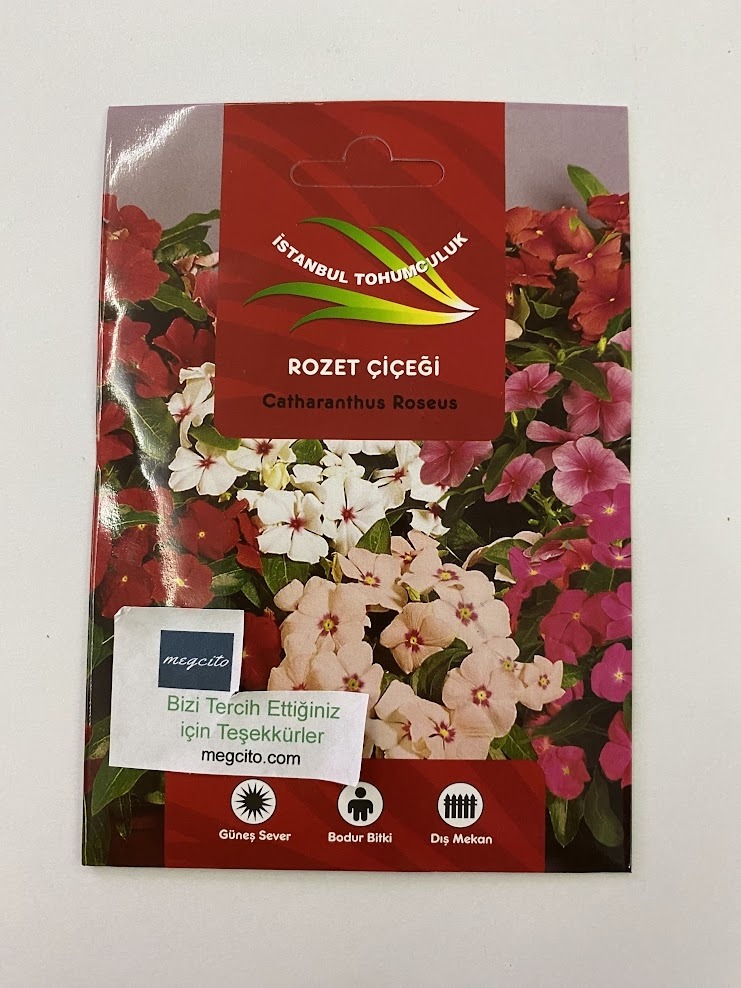 İSTANBUL TOHUMCULUK
ROZET ÇİÇEĞİ
Catharanthus Roseus
megcito
Bizi Tercih Ettiğiniz
için Teşekkürler
megcito.com
Güneş Sever
Bodur Bitki
Dış Mekan